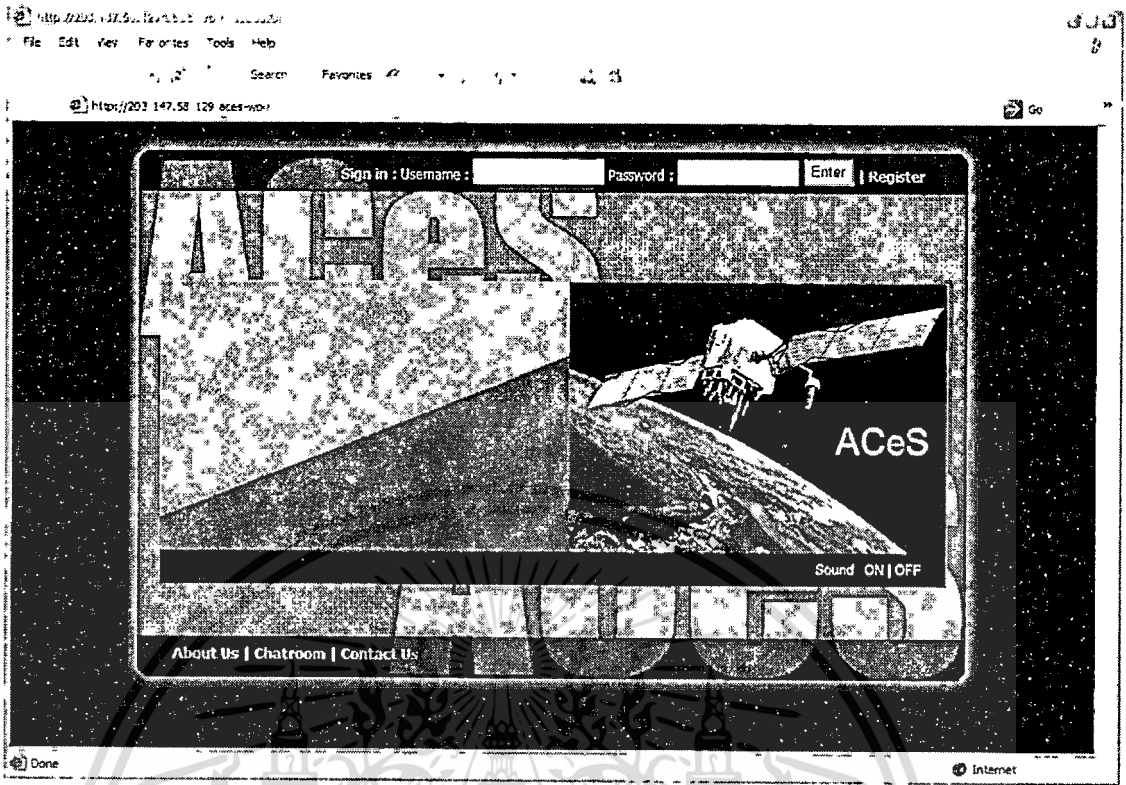 File Edit View Favorites Tools Help
Search Favorites
Go
Sign in : Username : Password : Enter | Register
ACeS
ACeS
Sound ON | OFF
About Us | Chatroom | Contact Us
Done
Internet